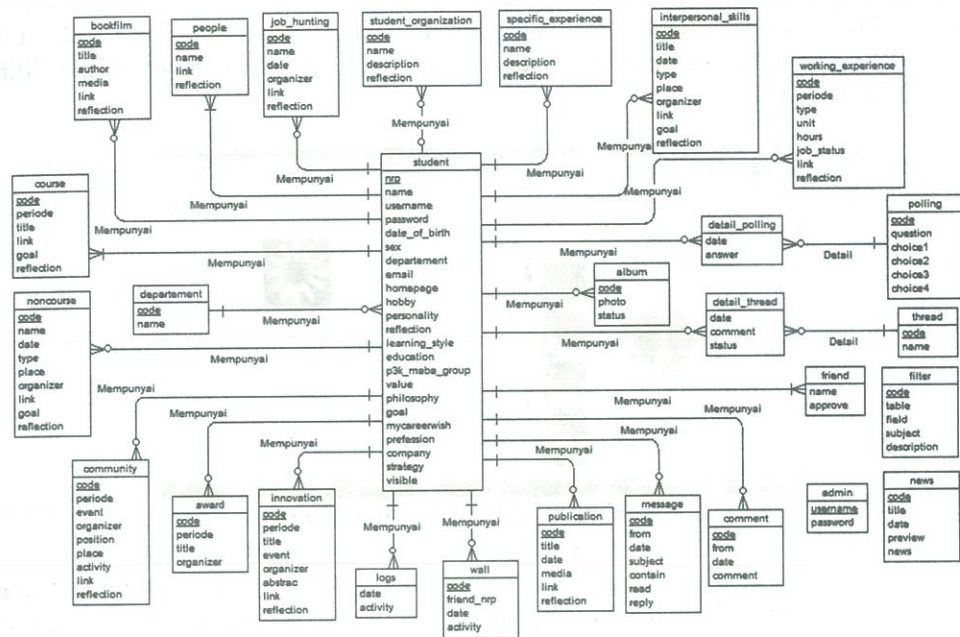 bookfilm
code
title
author
media
link
reflection
people
code
name
link
reflection
job_hunting
code
name
date
organizer
link
reflection
student_organization
code
name
description
reflection
specific_experience
code
name
description
reflection
interpersonal_skills
code
title
date
type
place
organizer
link
goal
reflection
working_experience
code
periode
type
unit
hours
job_status
link
reflection
Mempunyai
Mempunyai
Mempunyai
Mempunyai
Mempunyai
Mempunyai
Mempunyai
student
nrp
name
username
password
date_of_birth
sex
departement
email
homepage
hobby
personality
reflection
learning_style
education
p3k_maba_group
value
philosophy
goal
mycareerwish
prefession
company
strategy
visible
course
code
periode
title
link
goal
reflection
Mempunyai
Mempunyai
detail_polling
date
answer
Detail
polling
code
question
choice1
choice2
choice3
choice4
noncourse
code
name
date
type
place
organizer
link
goal
reflection
Mempunyai
departement
code
name
Mempunyai
album
code
photo
status
Mempunyai
detail_thread
date
comment
status
Detail
thread
code
name
Mempunyai
friend
name
approve
filter
code
table
field
subject
description
Mempunyai
community
code
periode
event
organizer
position
place
activity
link
reflection
Mempunyai
award
code
periode
title
organizer
Mempunyai
innovation
code
periode
title
event
organizer
abstrac
link
reflection
Mempunyai
logs
date
activity
Mempunyai
wall
code
friend_nrp
date
activity
Mempunyai
publication
code
title
date
media
link
reflection
Mempunyai
message
code
from
date
subject
contain
read
reply
Mempunyai
comment
code
from
date
comment
admin
username
password
news
code
title
date
preview
news